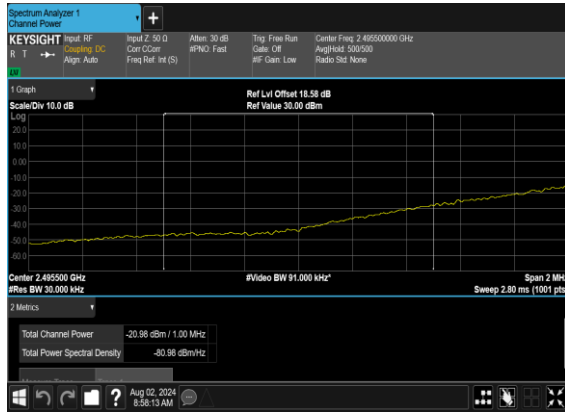 Spectrum Analyzer 1
Channel Power
+
KEYSIGHT Input: RF Input Z: 50 Ω Atten: 30 dB Trig: Free Run Center Freq: 2.495500000 GHz
R T Coupling: DC Corr CCorr #PNO: Fast Gate: Off Avg|Hold: 500/500
Align: Auto Freq Ref: Int (S) #IF Gain: Low Radio Std: None
LXI
1 Graph
Ref Lvl Offset 18.58 dB
Scale/Div 10.0 dB Ref Value 30.00 dBm
Log
20.0
10.0
0.00
-10.0
-20.0
-30.0
-40.0
-50.0
-60.0
Center 2.495500 GHz #Video BW 91.000 kHz* Span 2 MH
#Res BW 30.000 kHz Sweep 2.80 ms (1001 pts
2 Metrics
Total Channel Power -20.98 dBm / 1.00 MHz
Total Power Spectral Density -80.98 dBm/Hz
? Aug 02, 2024
8:58:13 AM